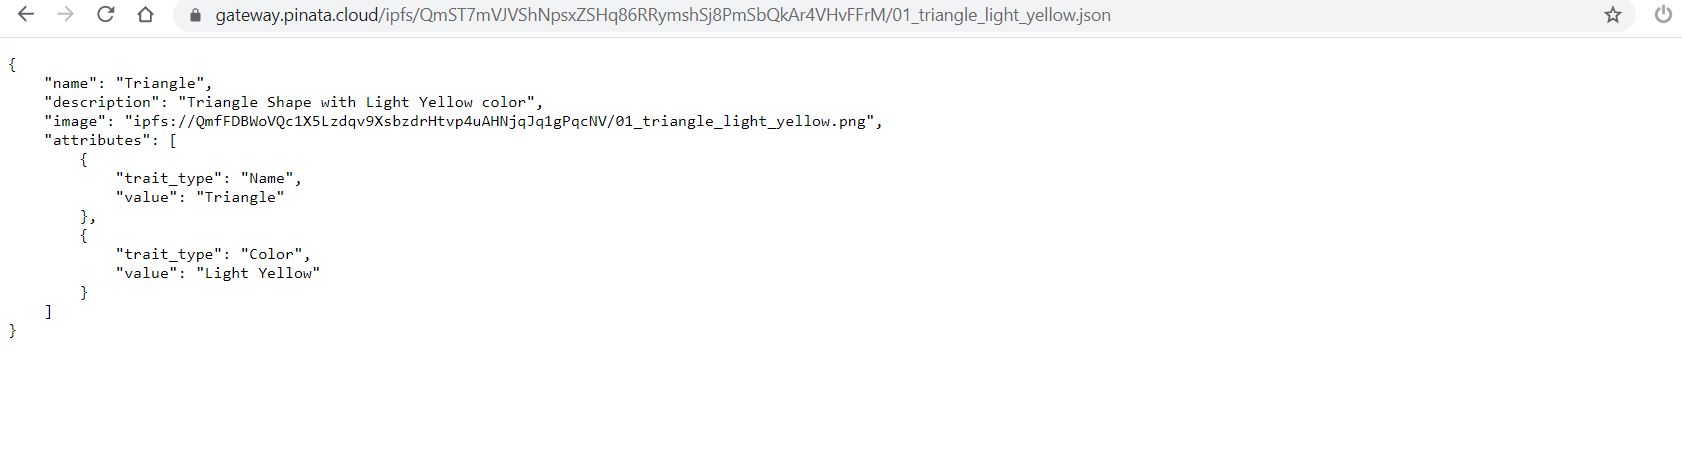 gateway.pinata.cloud/ipfs/QmST7mVJVShNpsxZSHq86RRymshSj8PmSbQkAr4VHvFFrM/01_triangle_light_yellow.json
{
    "name": "Triangle",
    "description": "Triangle Shape with Light Yellow color",
    "image": "ipfs://QmfFDBWoVQc1X5Lzdqv9XsbzdrHtvp4uAHNjqJq1gPqcNV/01_triangle_light_yellow.png",
    "attributes": [
        {
            "trait_type": "Name",
            "value": "Triangle"
        },
        {
            "trait_type": "Color",
            "value": "Light Yellow"
        }
    ]
}